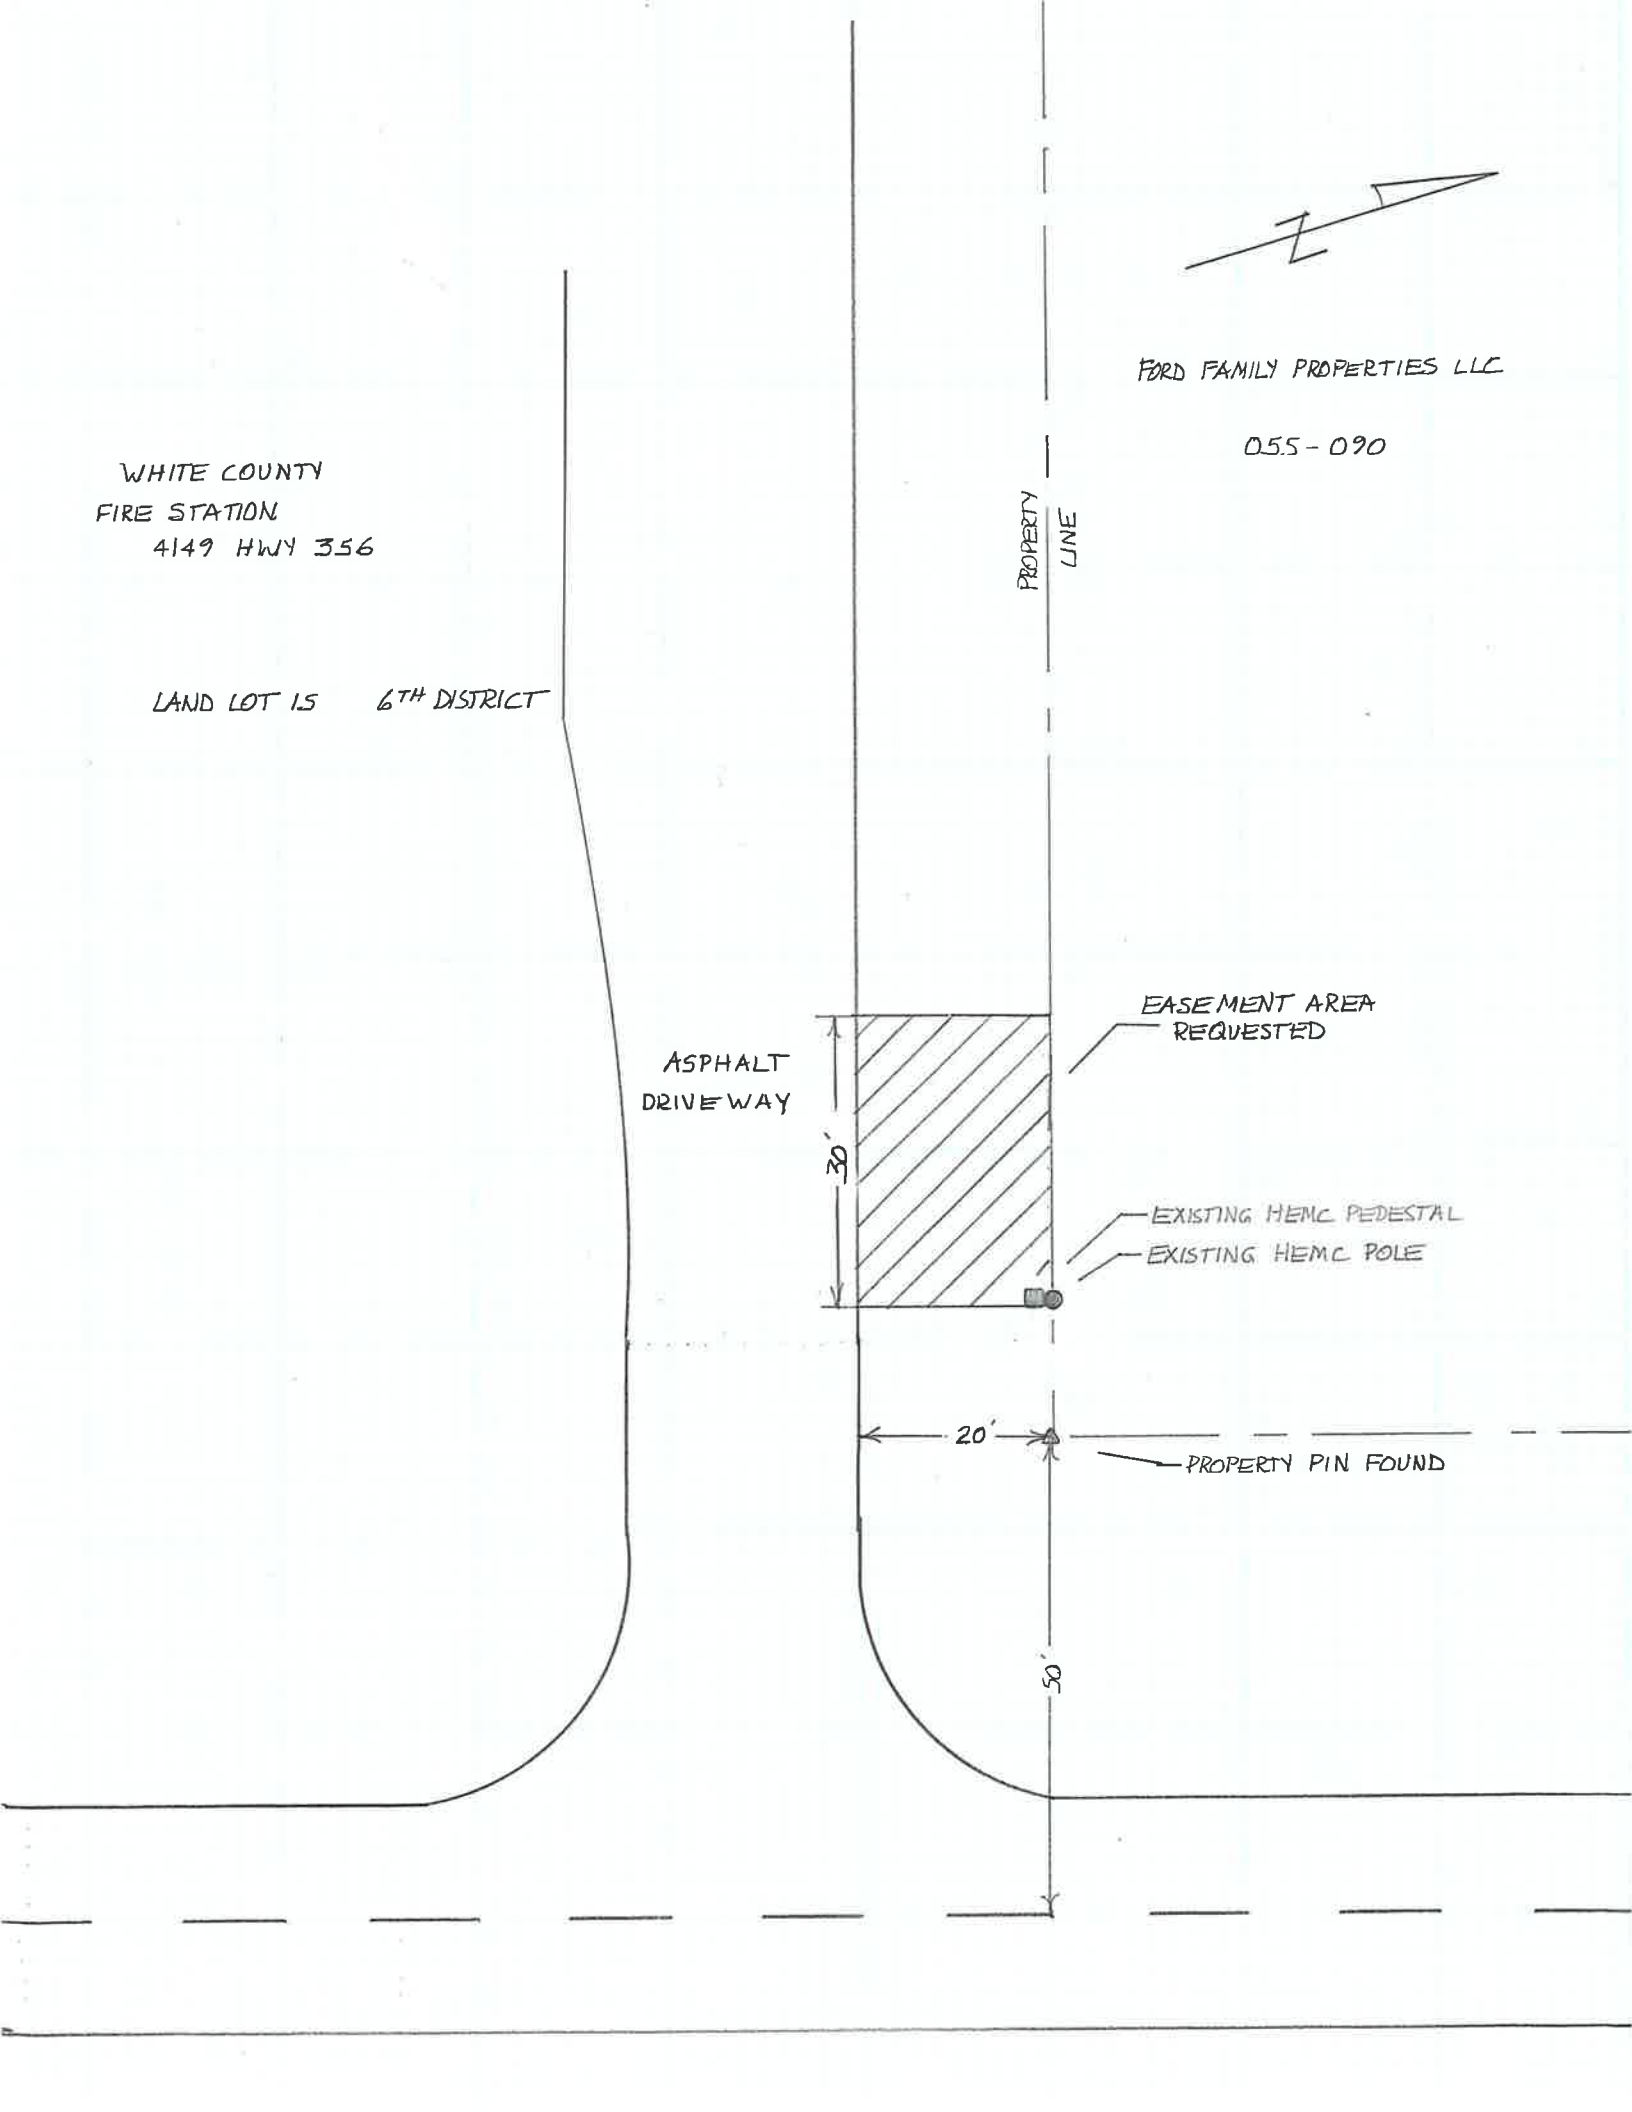 N
FORD FAMILY PROPERTIES LLC
055-090
WHITE COUNTY
FIRE STATION
4149 HWY 356
PROPERTY
LINE
LAND LOT 15 6TH DISTRICT
EASEMENT AREA
REQUESTED
ASPHALT
DRIVEWAY
30'
EXISTING HEMC PEDESTAL
EXISTING HEMC POLE
20'
PROPERTY PIN FOUND
50'